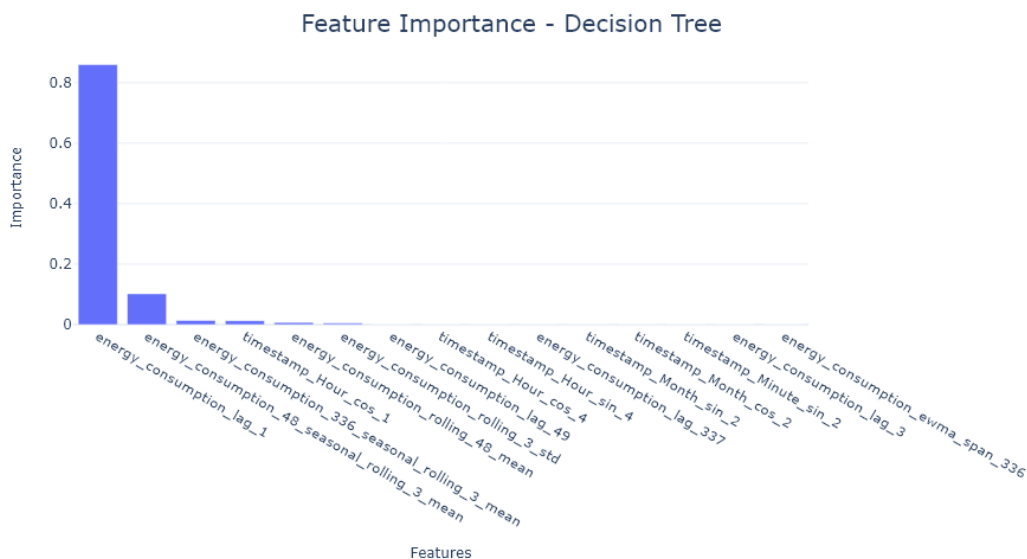 Feature Importance - Decision Tree
Importance
0.8
0.6
0.4
0.2
0
energy_consumption_lag_1
energy_consumption_48_seasonal_rolling_3_mean
energy_consumption_336_seasonal_rolling_3_mean
timestamp_Hour_cos_1
energy_consumption_rolling_48_mean
energy_consumption_rolling_3_std
energy_consumption_lag_49
timestamp_Hour_cos_4
timestamp_Hour_sin_4
energy_consumption_lag_337
timestamp_Month_sin_2
timestamp_Month_cos_2
timestamp_Minute_sin_2
energy_consumption_lag_3
energy_consumption_ewma_span_336
Features